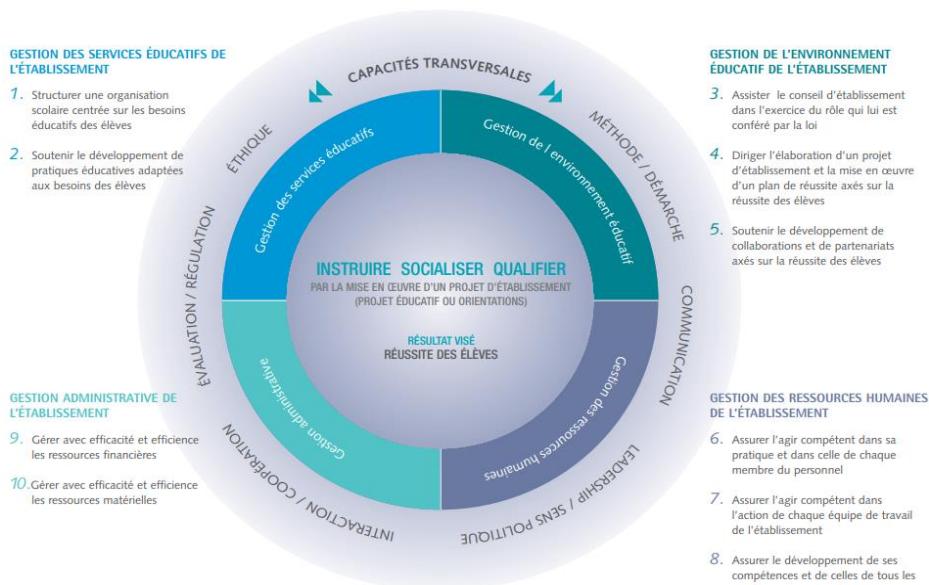 GESTION DES SERVICES ÉDUCATIFS DE
L'ÉTABLISSEMENT
1. Structurer une organisation
scolaire centrée sur les besoins
éducatifs des élèves
2. Soutenir le développement de
pratiques éducatives adaptées
aux besoins des élèves
CAPACITÉS TRANSVERSALES
MÉTHODE / DÉMARCHE
COMMUNICATION
LEADERSHIP / SENS POLITIQUE
INTERACTION / COOPÉRATION
ÉVALUATION / RÉGULATION
ÉTHIQUE
Gestion des services éducatifs
Gestion de l environnement éducatif
Gestion des ressources humaines
Gestion administrative
INSTRUIRE SOCIALISER QUALIFIER
PAR LA MISE EN ŒUVRE D'UN PROJET D'ÉTABLISSEMENT
(PROJET ÉDUCATIF OU ORIENTATIONS)
RÉSULTAT VISÉ
RÉUSSITE DES ÉLÈVES
GESTION DE L'ENVIRONNEMENT
ÉDUCATIF DE L'ÉTABLISSEMENT
3. Assister le conseil d'établissement
dans l'exercice du rôle qui lui est
conféré par la loi
4. Diriger l'élaboration d'un projet
d'établissement et la mise en œuvre
d'un plan de réussite axés sur la
réussite des élèves
5. Soutenir le développement de
collaborations et de partenariats
axés sur la réussite des élèves
GESTION ADMINISTRATIVE DE
L'ÉTABLISSEMENT
9. Gérer avec efficacité et efficience
les ressources financières
10. Gérer avec efficacité et efficience
les ressources matérielles
GESTION DES RESSOURCES HUMAINES
DE L'ÉTABLISSEMENT
6. Assurer l'agir compétent dans sa
pratique et dans celle de chaque
membre du personnel
7. Assurer l'agir compétent dans
l'action de chaque équipe de travail
de l'établissement
8. Assurer le développement de ses
compétences et de celles de tous les